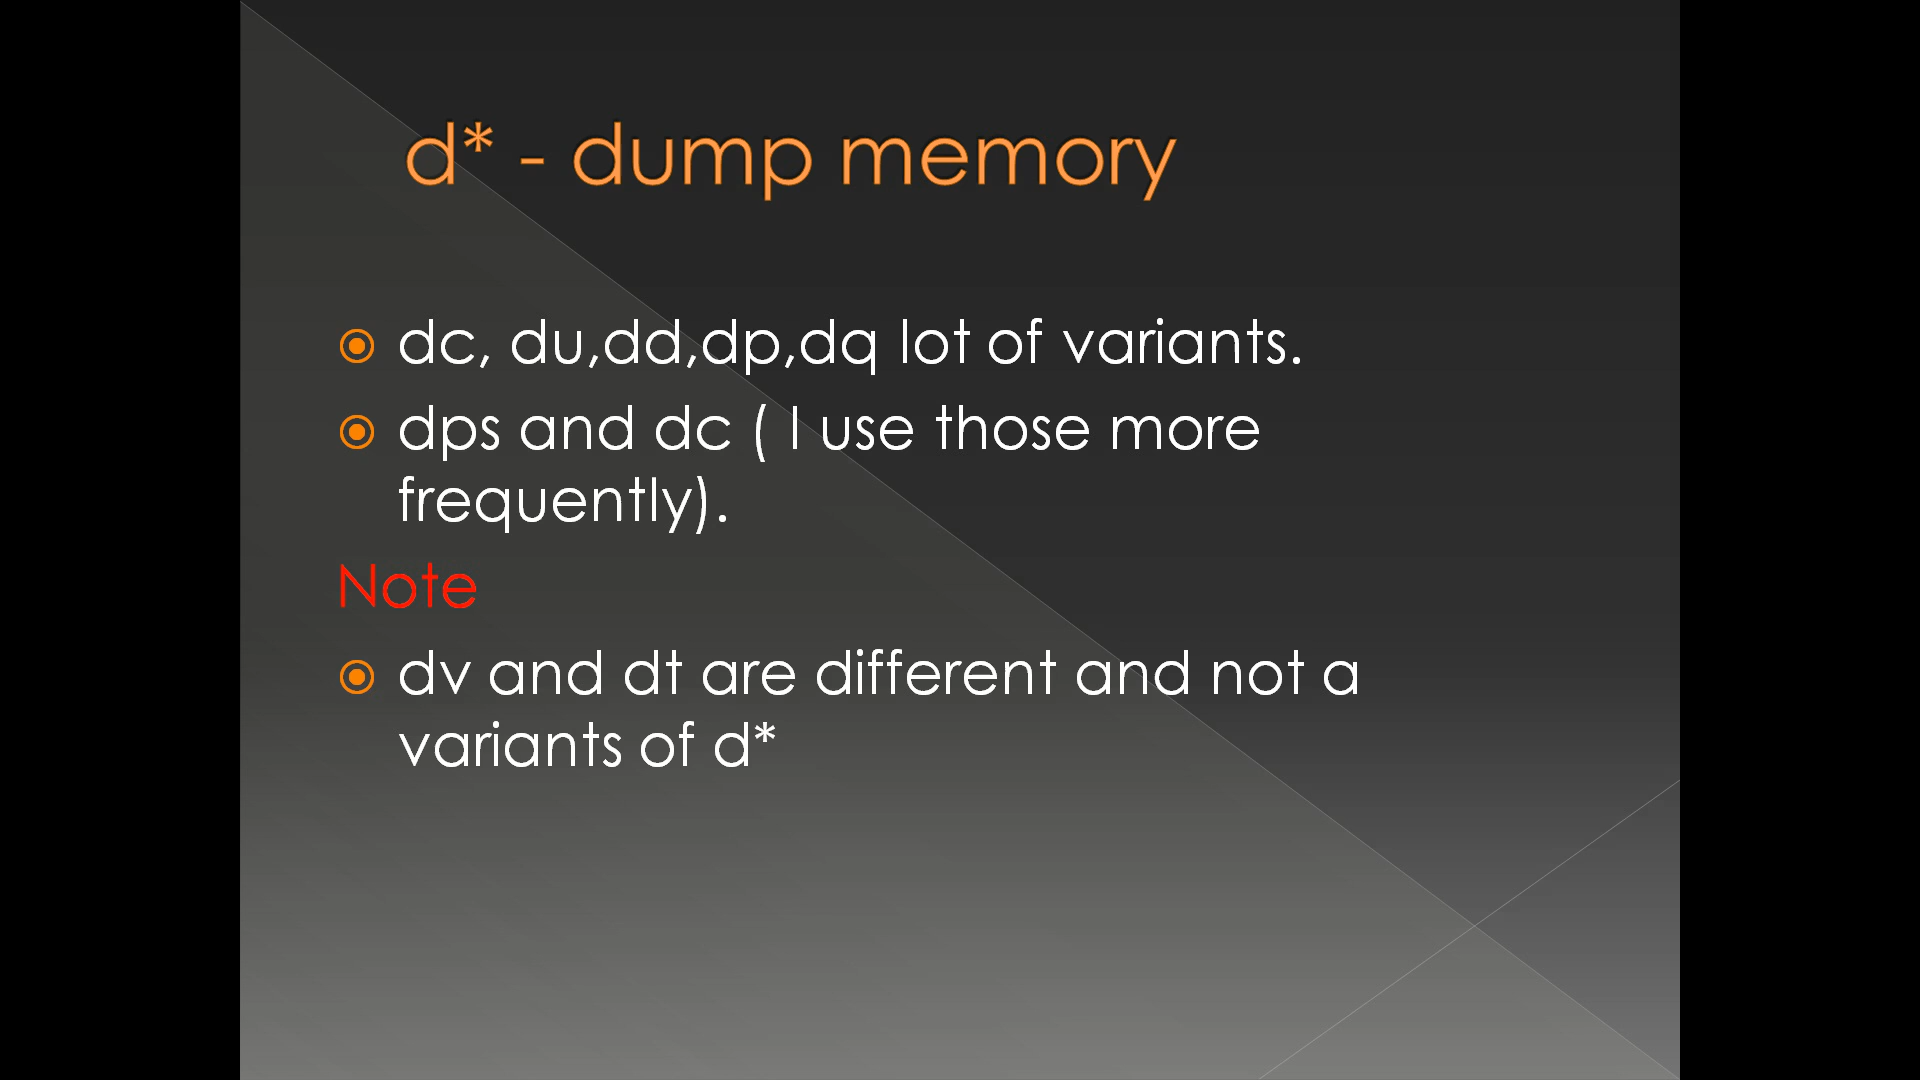 d* - dump memory
dc, du,dd,dp,dq lot of variants.
dps and dc ( I use those more
frequently).
Note
dv and dt are different and not a
variants of d*